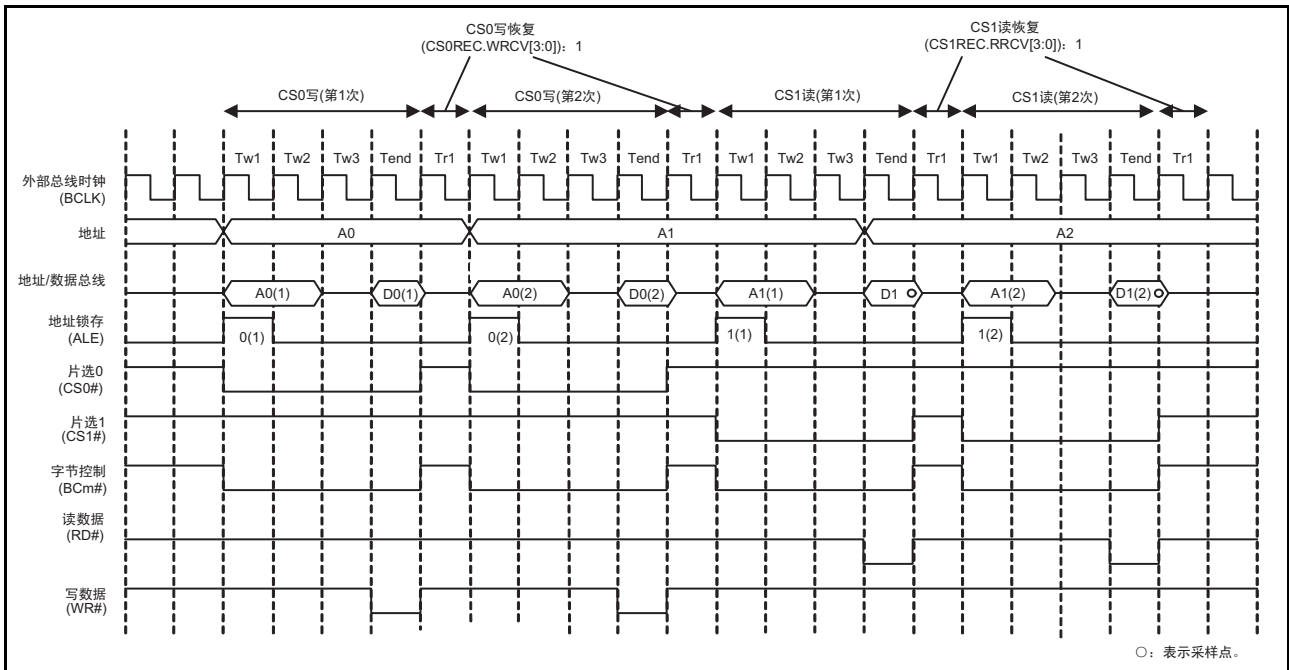 CS0写恢复
(CS0REC.WRCV[3:0])：1
CS1读恢复
(CS1REC.RRCV[3:0])：1
CS0写(第1次)
CS0写(第2次)
CS1读(第1次)
CS1读(第2次)
Tw1 Tw2 Tw3 Tend Tr1 Tw1 Tw2 Tw3 Tend Tr1 Tw1 Tw2 Tw3 Tend Tr1 Tw1 Tw2 Tw3 Tend Tr1
外部总线时钟
(BCLK)
地址 A0 A1 A2
地址/数据总线 A0(1) D0(1) A0(2) D0(2) A1(1) D1 A1(2) D1(2)
地址锁存
(ALE) 0(1) 0(2) 1(1) 1(2)
片选0
(CS0#)
片选1
(CS1#)
字节控制
(BCm#)
读数据
(RD#)
写数据
(WR#)
○：表示采样点。